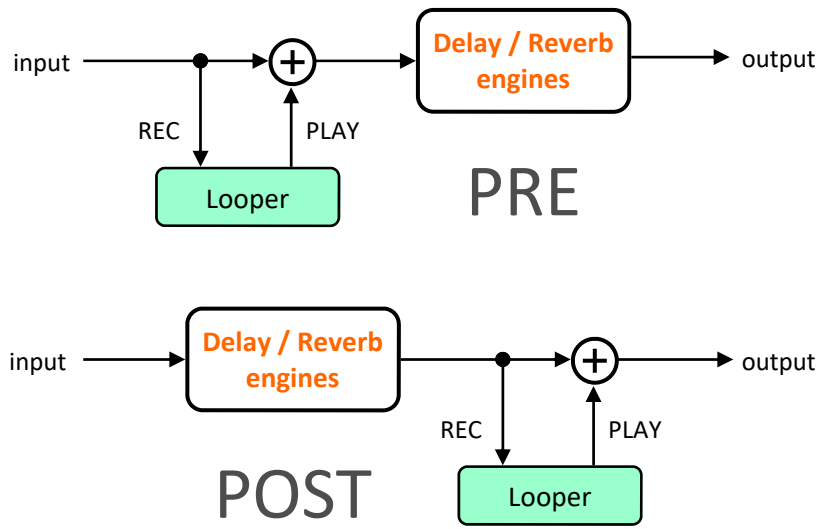 input
Delay / Reverb
engines
output
REC
PLAY
Looper
PRE
input
Delay / Reverb
engines
output
REC
PLAY
Looper
POST